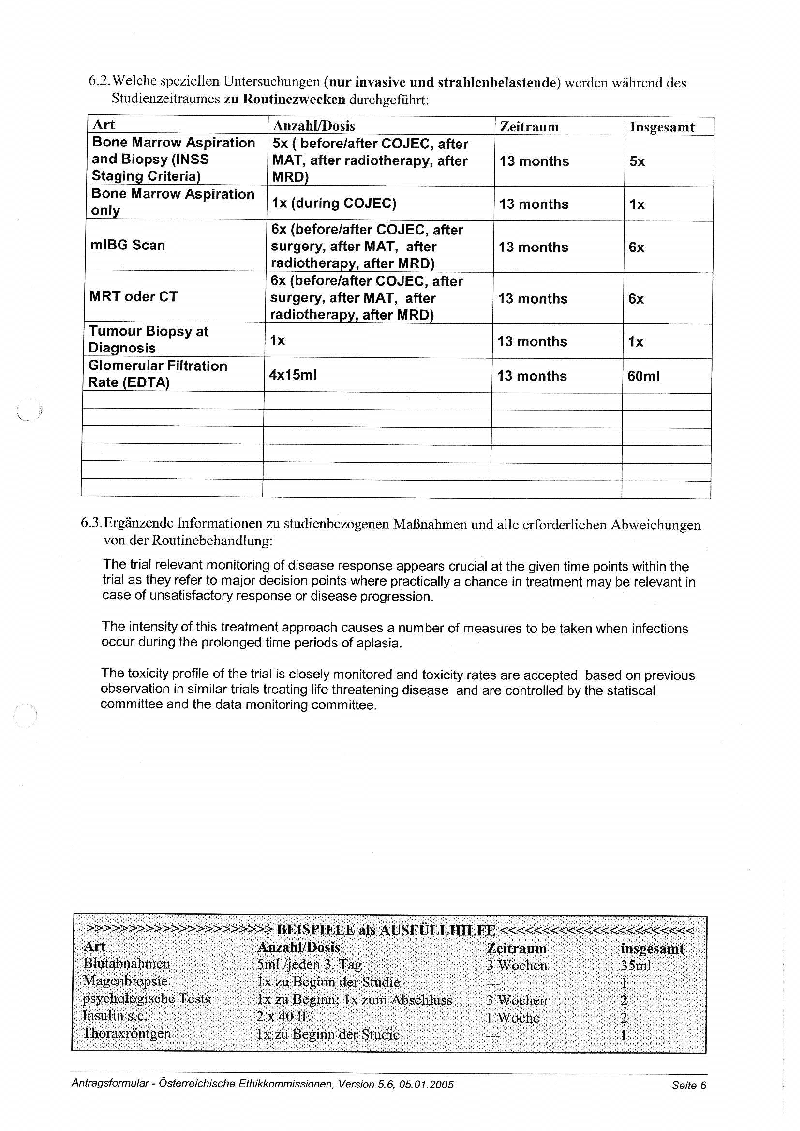 6.2. Welche speziellen Untersuchungen (nur invasive und strahlenbelastende) werden während des
Studienzeitraumes zu Routinezwecken durchgeführt:
Art Anzahl/Dosis Zeitraum Insgesamt
Bone Marrow Aspiration
and Biopsy (INSS
Staging Criteria)
5x ( before/after COJEC, after
MAT, after radiotherapy, after
MRD)
13 months
5x
Bone Marrow Aspiration
only
1x (during COJEC)
13 months
1x
mIBG Scan
6x (before/after COJEC, after
surgery, after MAT, after
radiotherapy, after MRD)
13 months
6x
MRT oder CT
6x (before/after COJEC, after
surgery, after MAT, after
radiotherapy, after MRD)
13 months
6x
Tumour Biopsy at
Diagnosis
1x
13 months
1x
Glomerular Filtration
Rate (EDTA)
4x15ml
13 months
60ml
6.3. Ergänzende Informationen zu studienbezogenen Maßnahmen und alle erforderlichen Abweichungen
von der Routinebehandlung:
The trial relevant monitoring of disease response appears crucial at the given time points within the
trial as they refer to major decision points where practically a chance in treatment may be relevant in
case of unsatisfactory response or disease progression.
The intensity of this treatment approach causes a number of measures to be taken when infections
occur during the prolonged time periods of aplasia.
The toxicity profile of the trial is closely monitored and toxicity rates are accepted based on previous
observation in similar trials treating life threatening disease and are controlled by the statiscal
committee and the data monitoring committee.
>>>>>>>>>>>>>>>>>>>>>> BEISPIELE als AUSFÜLLHILFE <<<<<<<<<<<<<<<<<<<<<<
Art Anzahl/Dosis Zeitraum insgesamt
Blutabnahmen 5ml /jeden 3. Tag 3 Wochen 35ml
Magenbiopsie 1x zu Beginn der Studie --- 1
psychologische Tests 1x zu Beginn; 1x zum Abschluss 3 Wochen 2
Insulin s.c. 2 x 40 IE 1 Woche 2
Thoraxröntgen 1x zu Beginn der Studie --- 1
Antragsformular - Österreichische Ethikkommissionen, Version 5.6, 05.01.2005 Seite 6